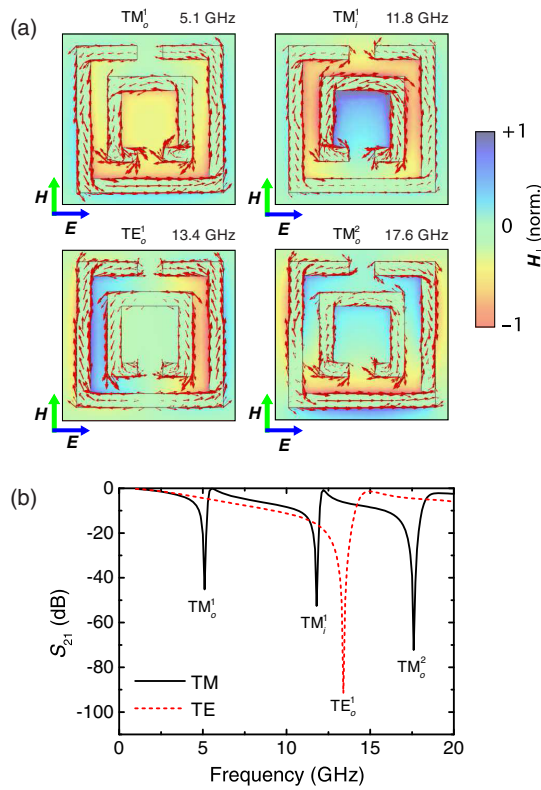 (a)
TM¹ₒ 5.1 GHz
TM¹ᵢ 11.8 GHz
H
E
H
E
TE¹ₒ 13.4 GHz
TM²ₒ 17.6 GHz
H
E
H
E
+1
0
−1
H⊥ (norm.)
(b)
0
-20
-40
-60
-80
-100
S₂₁ (dB)
TM¹ₒ
TM¹ᵢ
TM²ₒ
TE¹ₒ
TM
TE
0 5 10 15 20
Frequency (GHz)